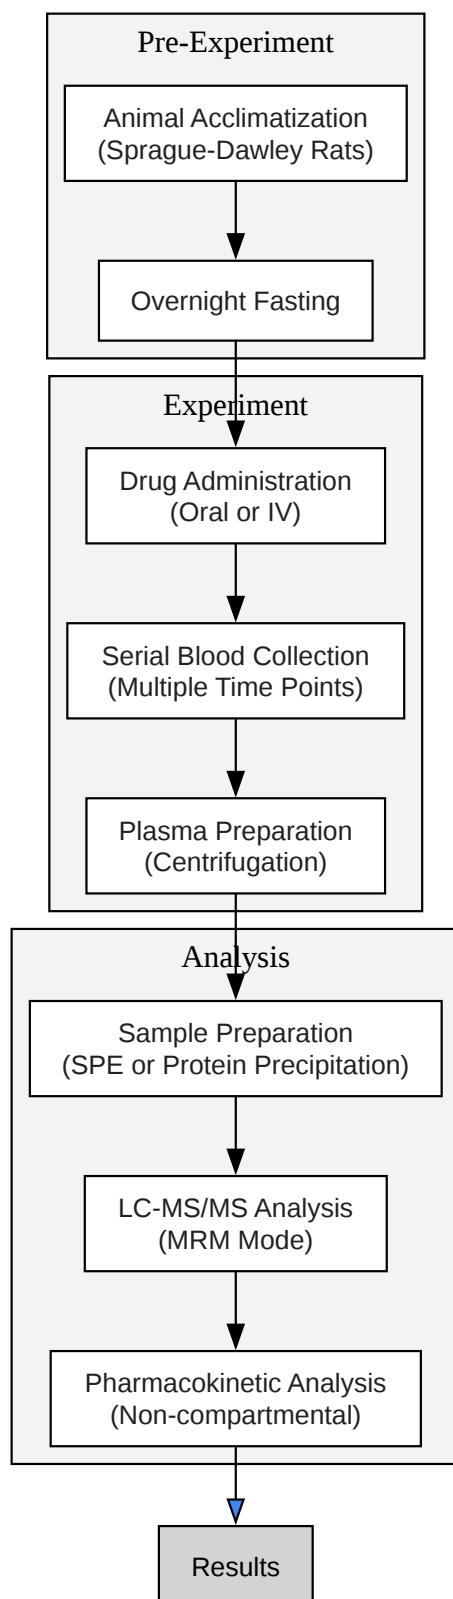 Pre-Experiment
Animal Acclimatization
(Sprague-Dawley Rats)
Overnight Fasting
Experiment
Drug Administration
(Oral or IV)
Serial Blood Collection
(Multiple Time Points)
Plasma Preparation
(Centrifugation)
Analysis
Sample Preparation
(SPE or Protein Precipitation)
LC-MS/MS Analysis
(MRM Mode)
Pharmacokinetic Analysis
(Non-compartmental)
Results